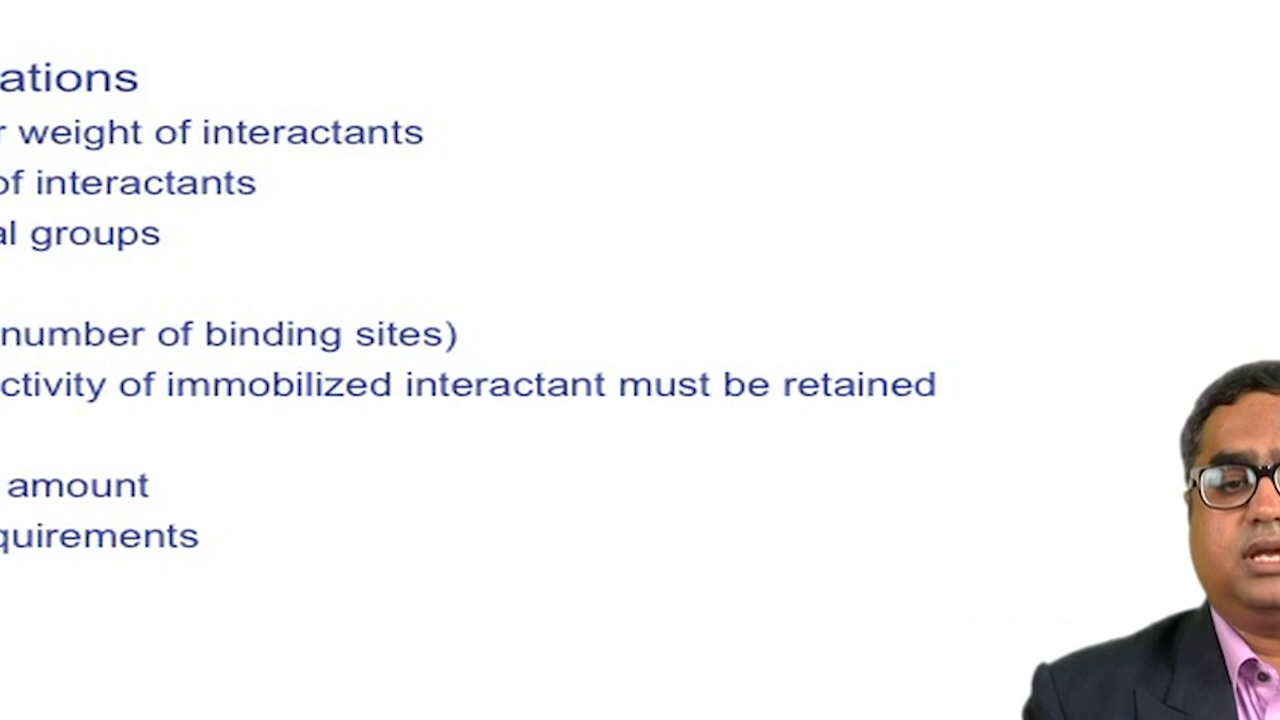 ations
r weight of interactants
of interactants
al groups
number of binding sites)
ctivity of immobilized interactant must be retained
amount
quirements